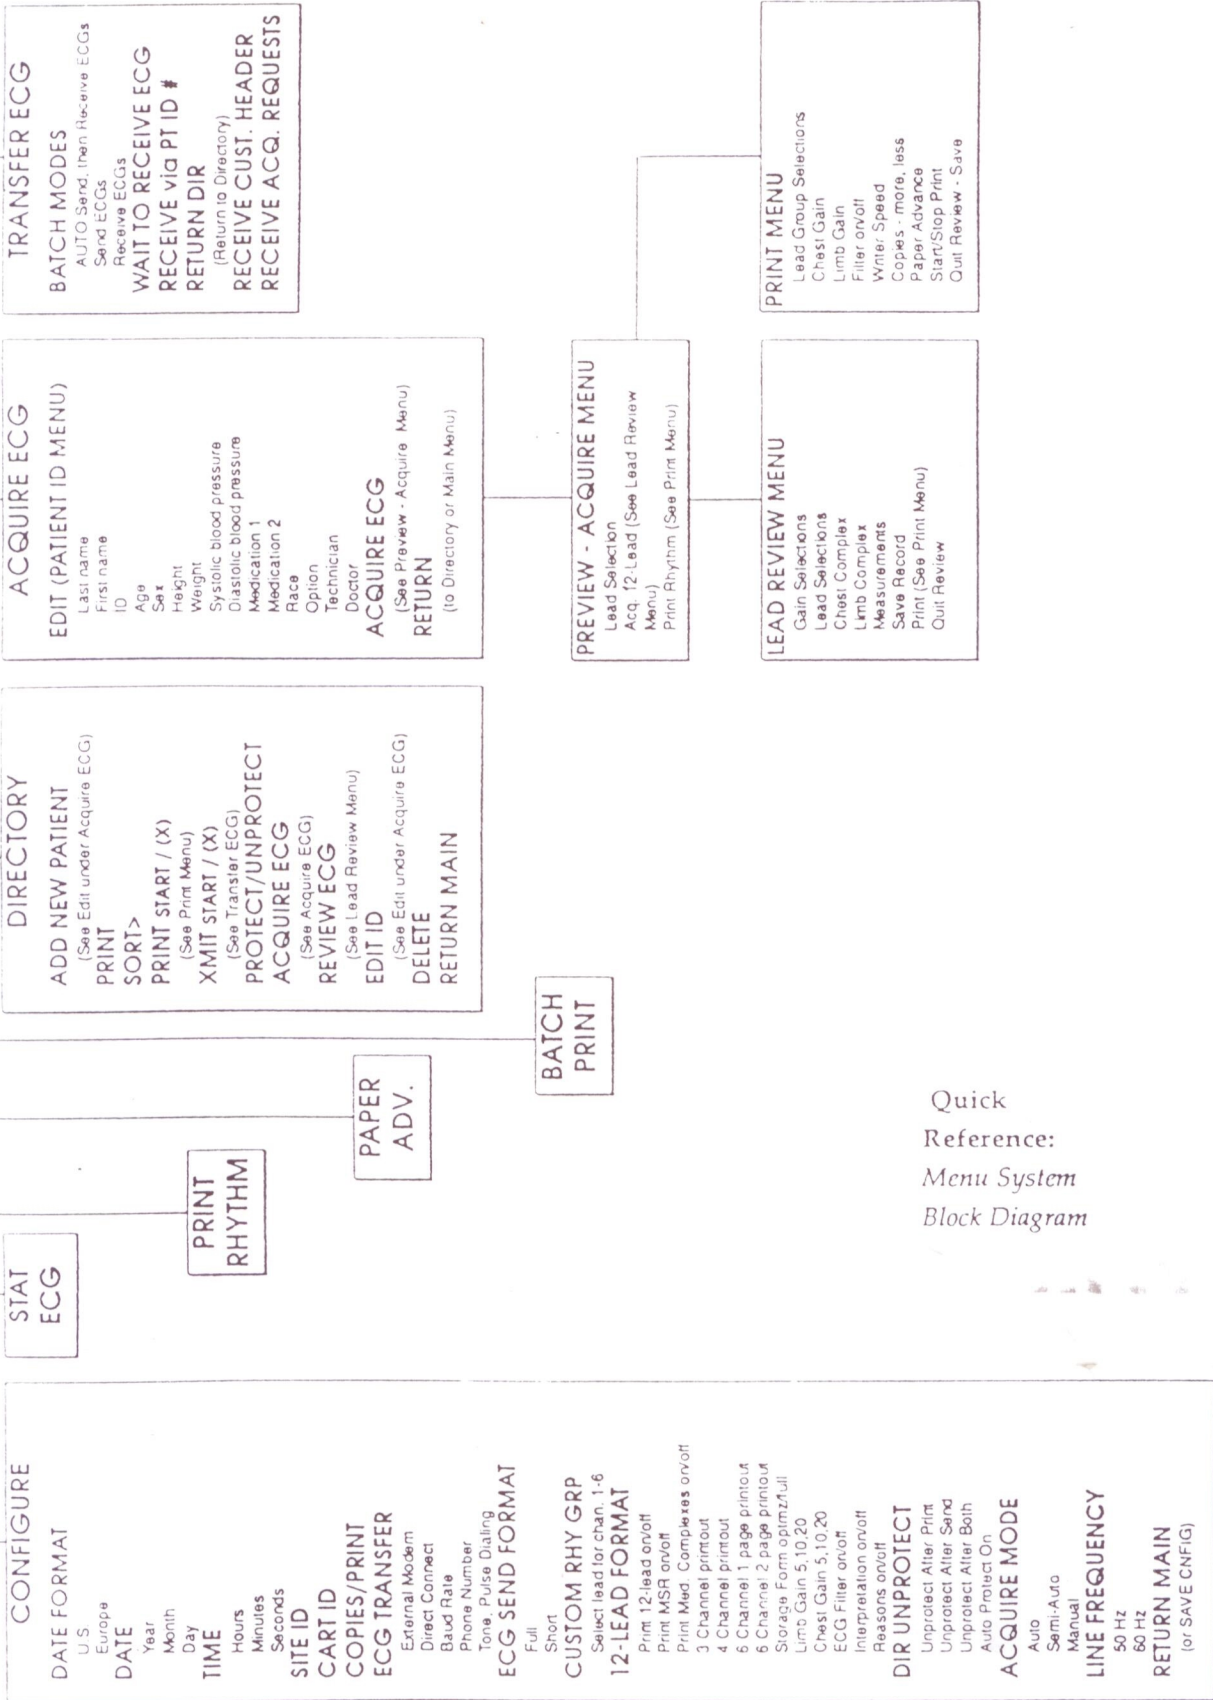 CONFIGURE
DATE FORMAT
U S
Europe
DATE
Year
Month
Day
TIME
Hours
Minutes
Seconds
SITE ID
CART ID
COPIES/PRINT
ECG TRANSFER
External Modem
Direct Connect
Baud Rate
Phone Number
Tone, Pulse Dialing
ECG SEND FORMAT
Full
Short
CUSTOM RHY GRP
Select lead for chan. 1-6
12-LEAD FORMAT
Print 12-lead on/off
Print MSR on/off
Print Med. Complexes on/off
3 Channel printout
4 Channel printout
6 Channel 1 page printout
6 Channel 2 page printout
Storage Form optmz/full
Limb Gain 5,10,20
Chest Gain 5,10,20
ECG Filter on/off
Interpretation on/off
Reasons on/off
DIR UNPROTECT
Unprotect After Print
Unprotect After Send
Unprotect After Both
Auto Protect On
ACQUIRE MODE
Auto
Semi-Auto
Manual
LINE FREQUENCY
50 Hz
60 Hz
RETURN MAIN
(or SAVE CNFIG)
STAT
ECG
PRINT
RHYTHM
PAPER
ADV.
BATCH
PRINT
DIRECTORY
ADD NEW PATIENT
(See Edit under Acquire ECG)
PRINT
SORT>
PRINT START / (X)
(See Print Menu)
XMIT START / (X)
(See Transfer ECG)
PROTECT/UNPROTECT
ACQUIRE ECG
(See Acquire ECG)
REVIEW ECG
(See Lead Review Menu)
EDIT ID
(See Edit under Acquire ECG)
DELETE
RETURN MAIN
ACQUIRE ECG
EDIT (PATIENT ID MENU)
Last name
First name
ID
Age
Sex
Height
Weight
Systolic blood pressure
Diastolic blood pressure
Medication 1
Medication 2
Race
Option
Technician
Doctor
ACQUIRE ECG
(See Preview - Acquire Menu)
RETURN
(to Directory or Main Menu)
TRANSFER ECG
BATCH MODES
AUTO Send, then Receive ECGs
Send ECGs
Receive ECGs
WAIT TO RECEIVE ECG
RECEIVE via PT ID #
RETURN DIR
(Return to Directory)
RECEIVE CUST. HEADER
RECEIVE ACQ. REQUESTS
PREVIEW - ACQUIRE MENU
Lead Selection
Acq. 12-Lead (See Lead Review
Menu)
Print Rhythm (See Print Menu)
LEAD REVIEW MENU
Gain Selections
Lead Selections
Chest Complex
Limb Complex
Measurements
Save Record
Print (See Print Menu)
Quit Review
PRINT MENU
Lead Group Selections
Chest Gain
Limb Gain
Filter on/off
Writer Speed
Copies - more, less
Paper Advance
Start/Stop Print
Quit Review - Save
Quick
Reference:
Menu System
Block Diagram